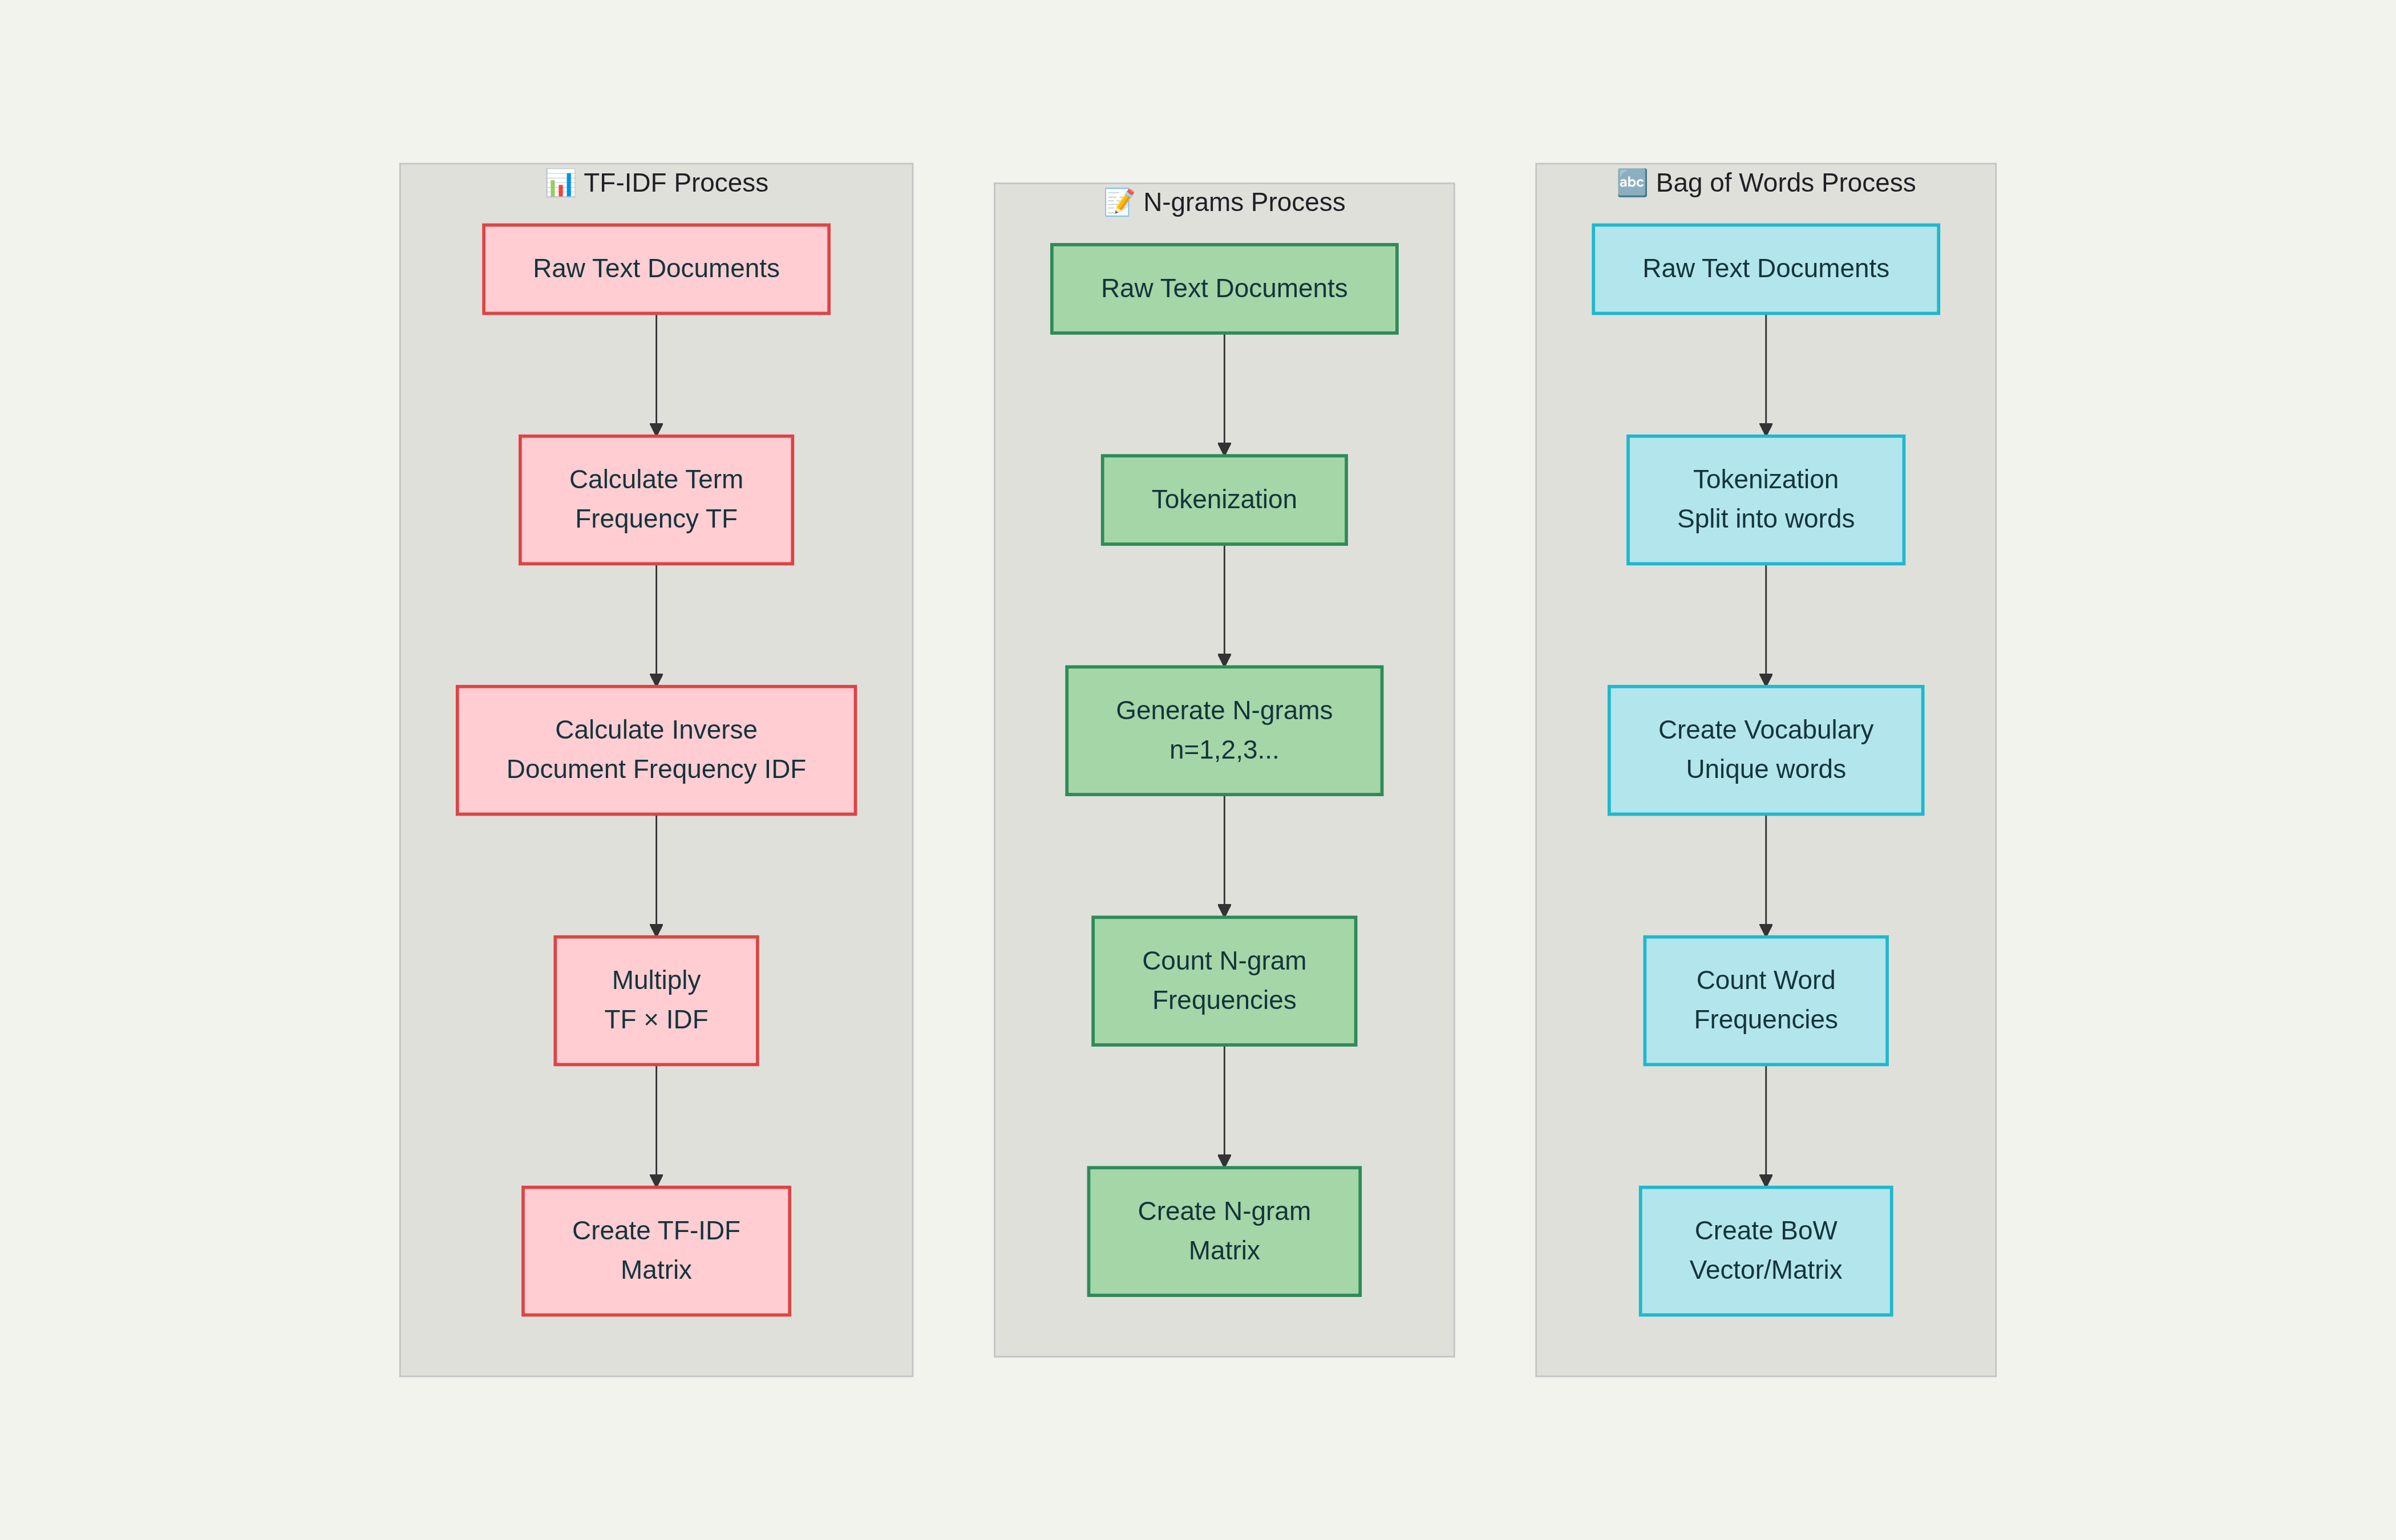 📊 TF-IDF Process
Raw Text Documents
Calculate Term
Frequency TF
Calculate Inverse
Document Frequency IDF
Multiply
TF × IDF
Create TF-IDF
Matrix
📝 N-grams Process
Raw Text Documents
Tokenization
Generate N-grams
n=1,2,3...
Count N-gram
Frequencies
Create N-gram
Matrix
🔤 Bag of Words Process
Raw Text Documents
Tokenization
Split into words
Create Vocabulary
Unique words
Count Word
Frequencies
Create BoW
Vector/Matrix